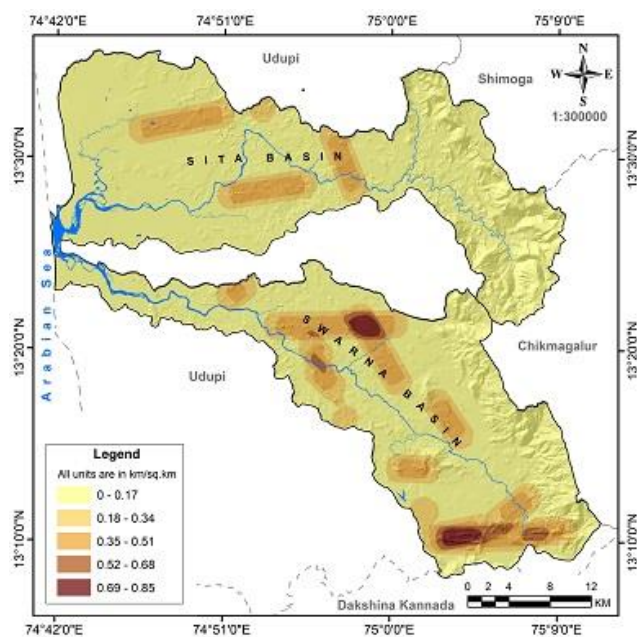 74°42'0"E 74°51'0"E 75°0'0"E 75°9'0"E
Udupi
Shimoga
N
W E
S
1:300000
13°30'0"N 13°30'0"N
SITA BASIN
Arabian Sea
SWARNA BASIN
13°20'0"N 13°20'0"N
Chikmagalur
Udupi
Legend
All units are in km/sq.km
0 - 0.17
0.18 - 0.34
0.35 - 0.51
0.52 - 0.68
0.69 - 0.85
13°10'0"N 13°10'0"N
0 2 4 8 12
KM
Dakshina Kannada
74°42'0"E 74°51'0"E 75°0'0"E 75°9'0"E